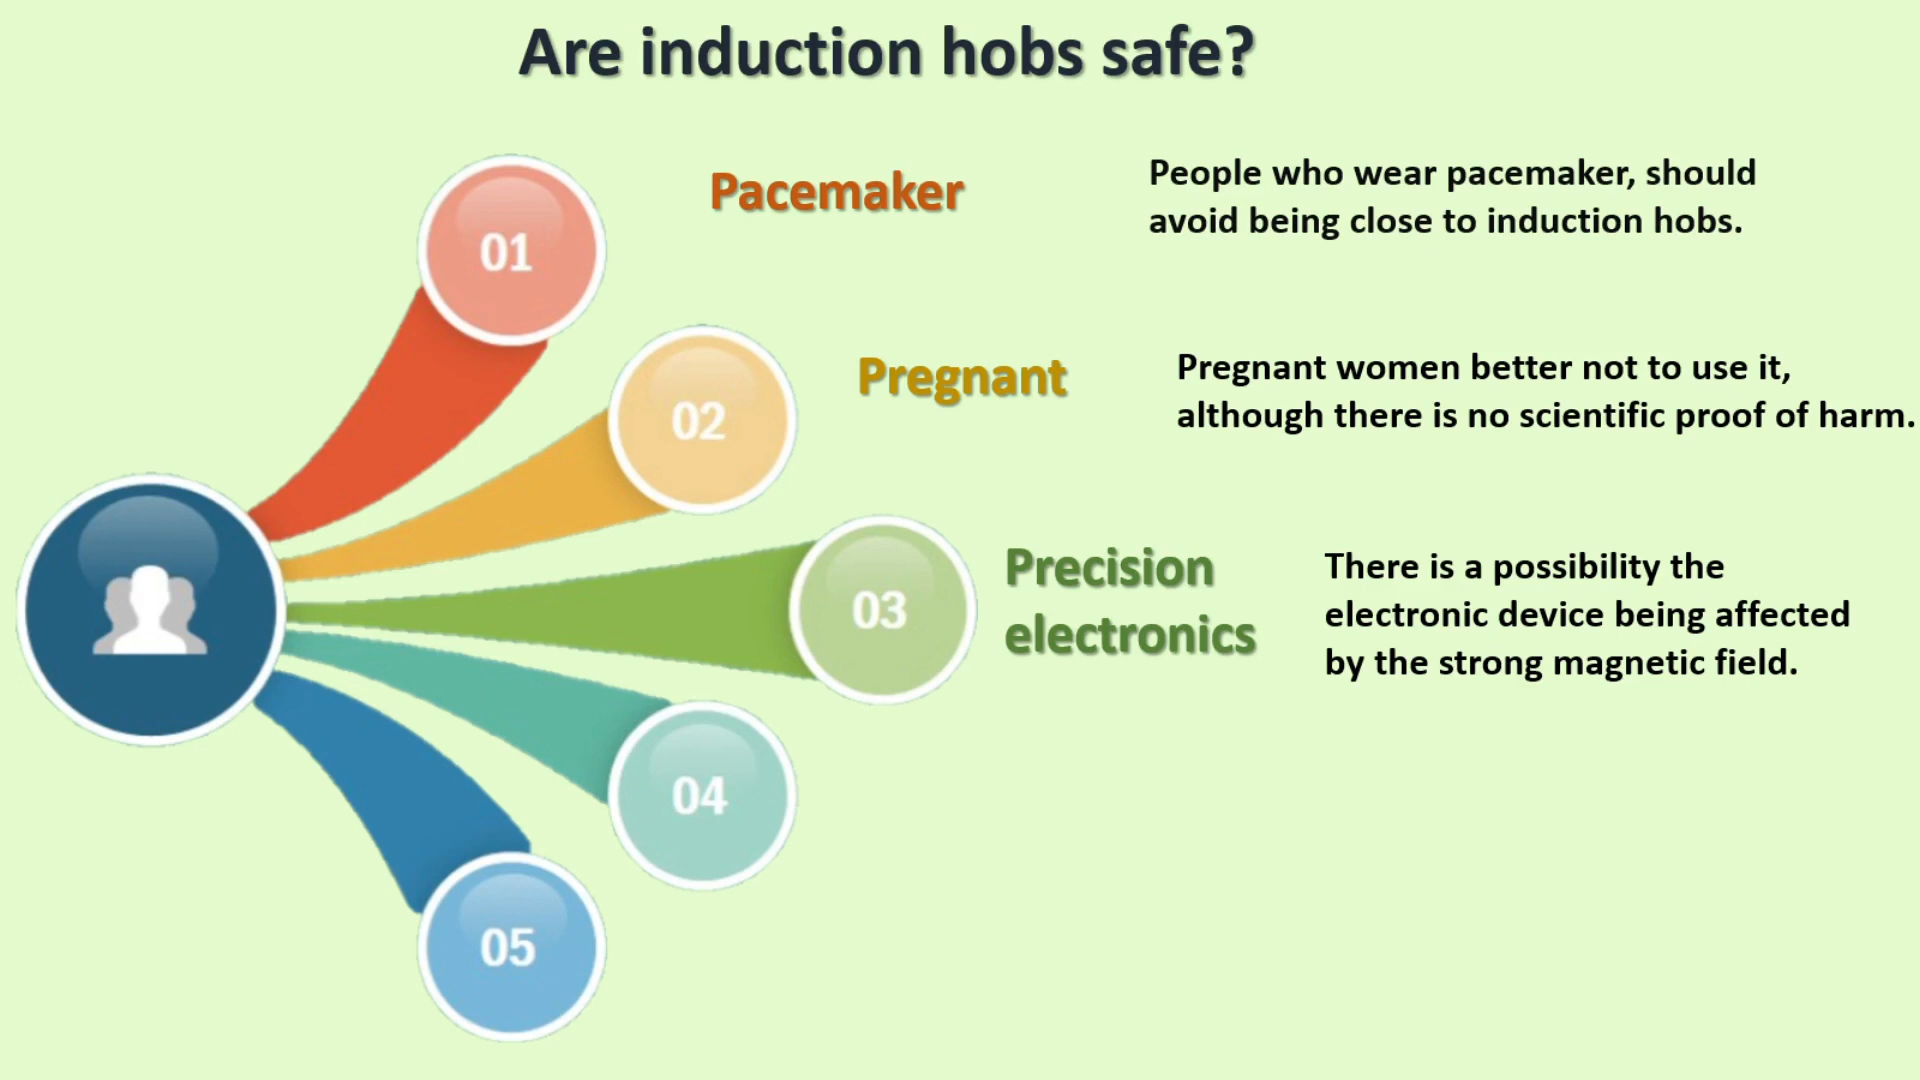 Are induction hobs safe?
01
Pacemaker
People who wear pacemaker, should
avoid being close to induction hobs.
02
Pregnant
Pregnant women better not to use it,
although there is no scientific proof of harm.
03
Precision
electronics
There is a possibility the
electronic device being affected
by the strong magnetic field.
04
05